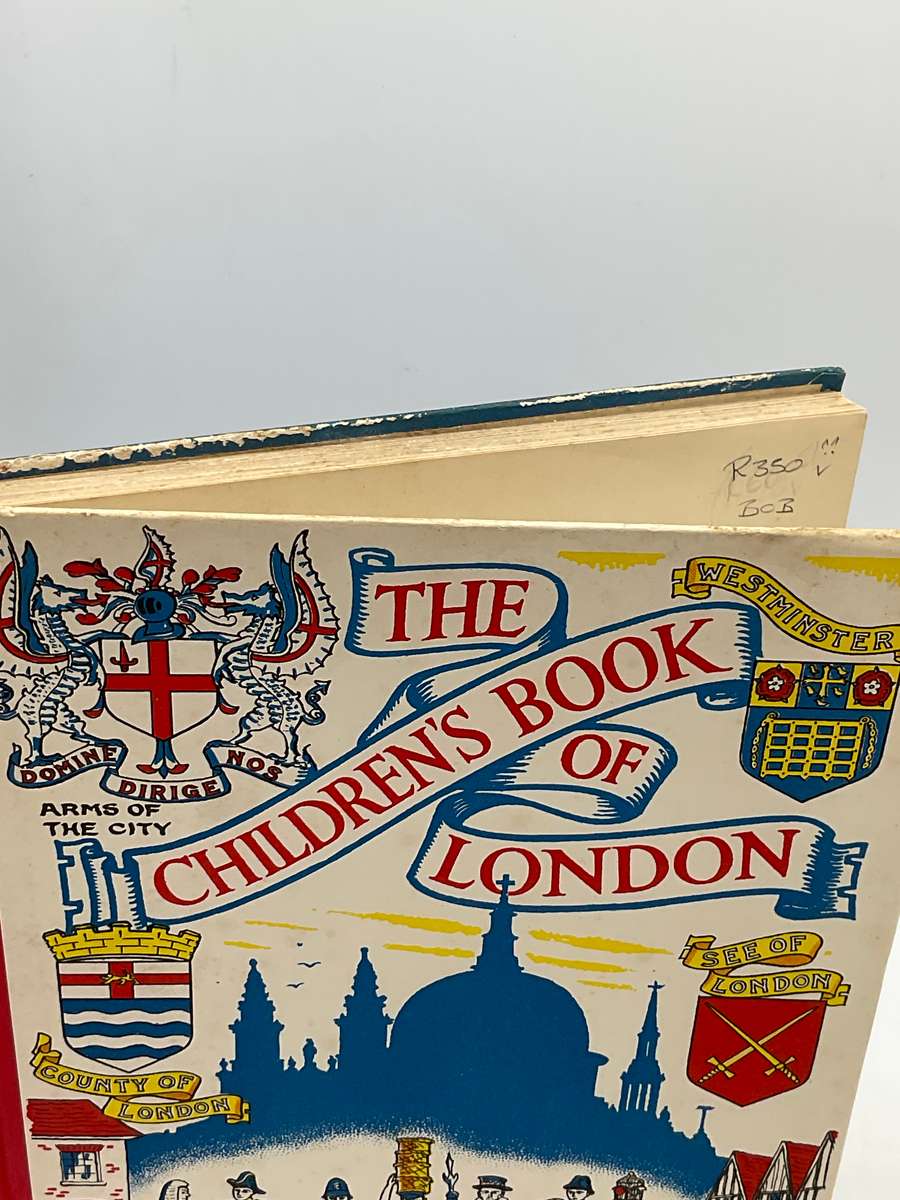 R350
BOB
THE
CHILDREN'S BOOK
OF
LONDON
WESTMINSTER
DOMINE DIRIGE NOS
ARMS OF
THE CITY
SEE OF
LONDON
COUNTY OF
LONDON